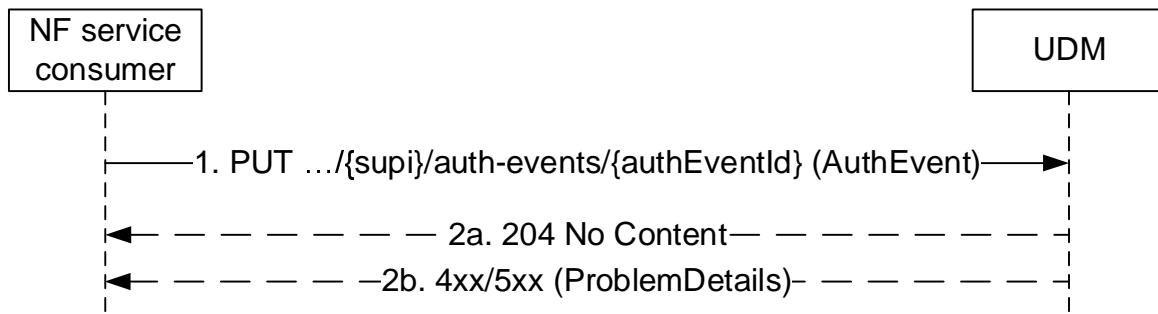 NF service
consumer
UDM
1. PUT …/{supi}/auth-events/{authEventId} (AuthEvent)
2a. 204 No Content
2b. 4xx/5xx (ProblemDetails)